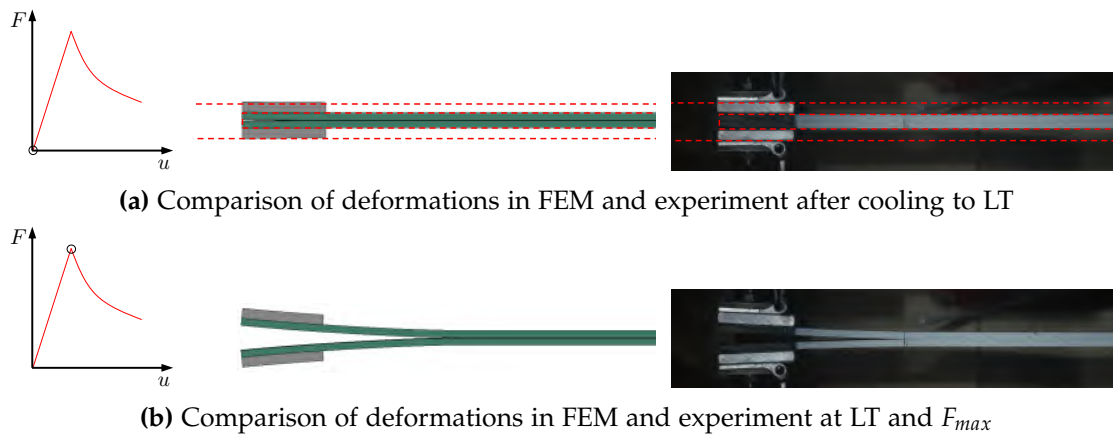 F
u
(a) Comparison of deformations in FEM and experiment after cooling to LT
F
u
(b) Comparison of deformations in FEM and experiment at LT and F_max